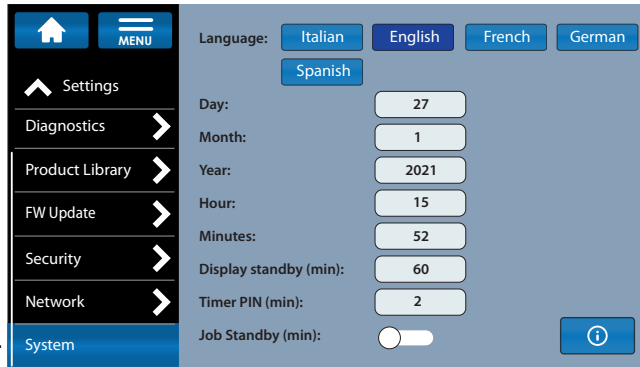 MENU
Settings
Diagnostics
Product Library
FW Update
Security
Network
System
Language: Italian English French German
Spanish
Day: 27
Month: 1
Year: 2021
Hour: 15
Minutes: 52
Display standby (min): 60
Timer PIN (min): 2
Job Standby (min):